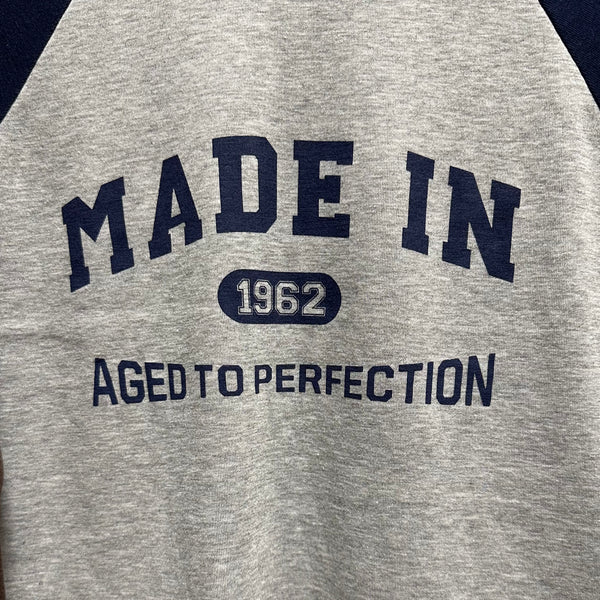 MADE IN
1962
AGED TO PERFECTION